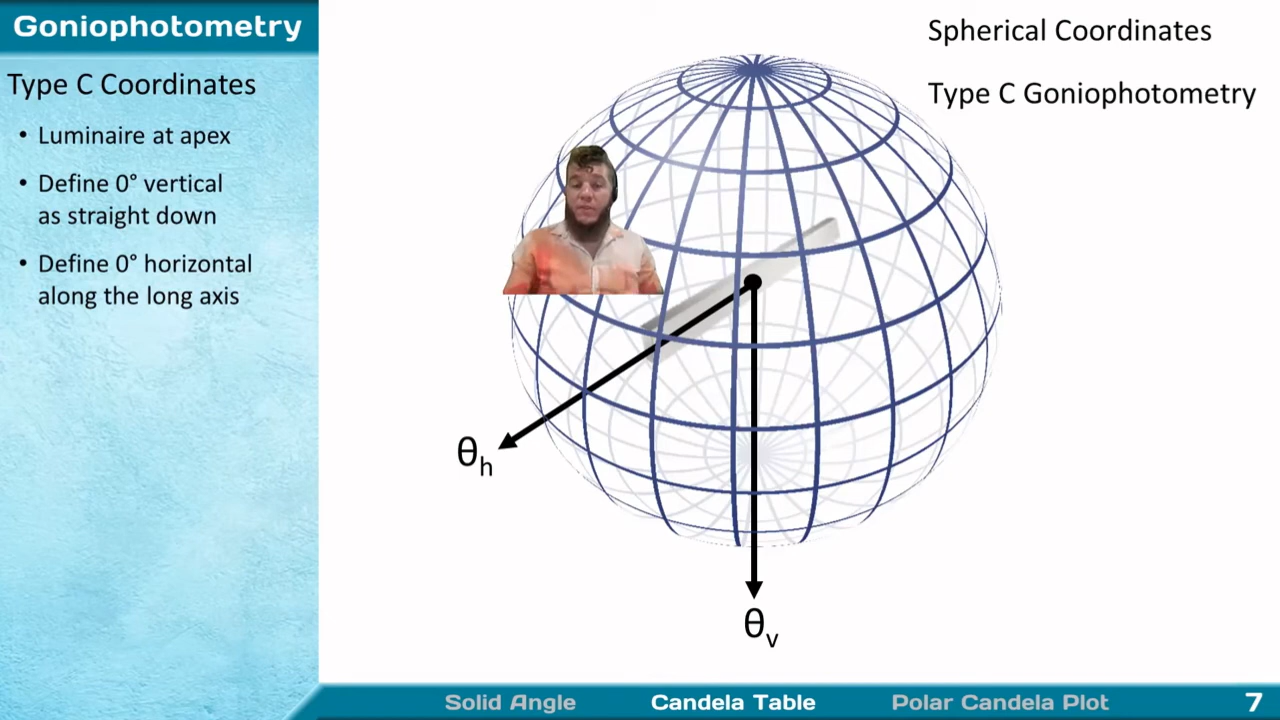 Goniophotometry
Type C Coordinates
• Luminaire at apex
• Define 0° vertical
as straight down
• Define 0° horizontal
along the long axis
Spherical Coordinates
Type C Goniophotometry
θh
θv
Solid Angle
Candela Table
Polar Candela Plot
7